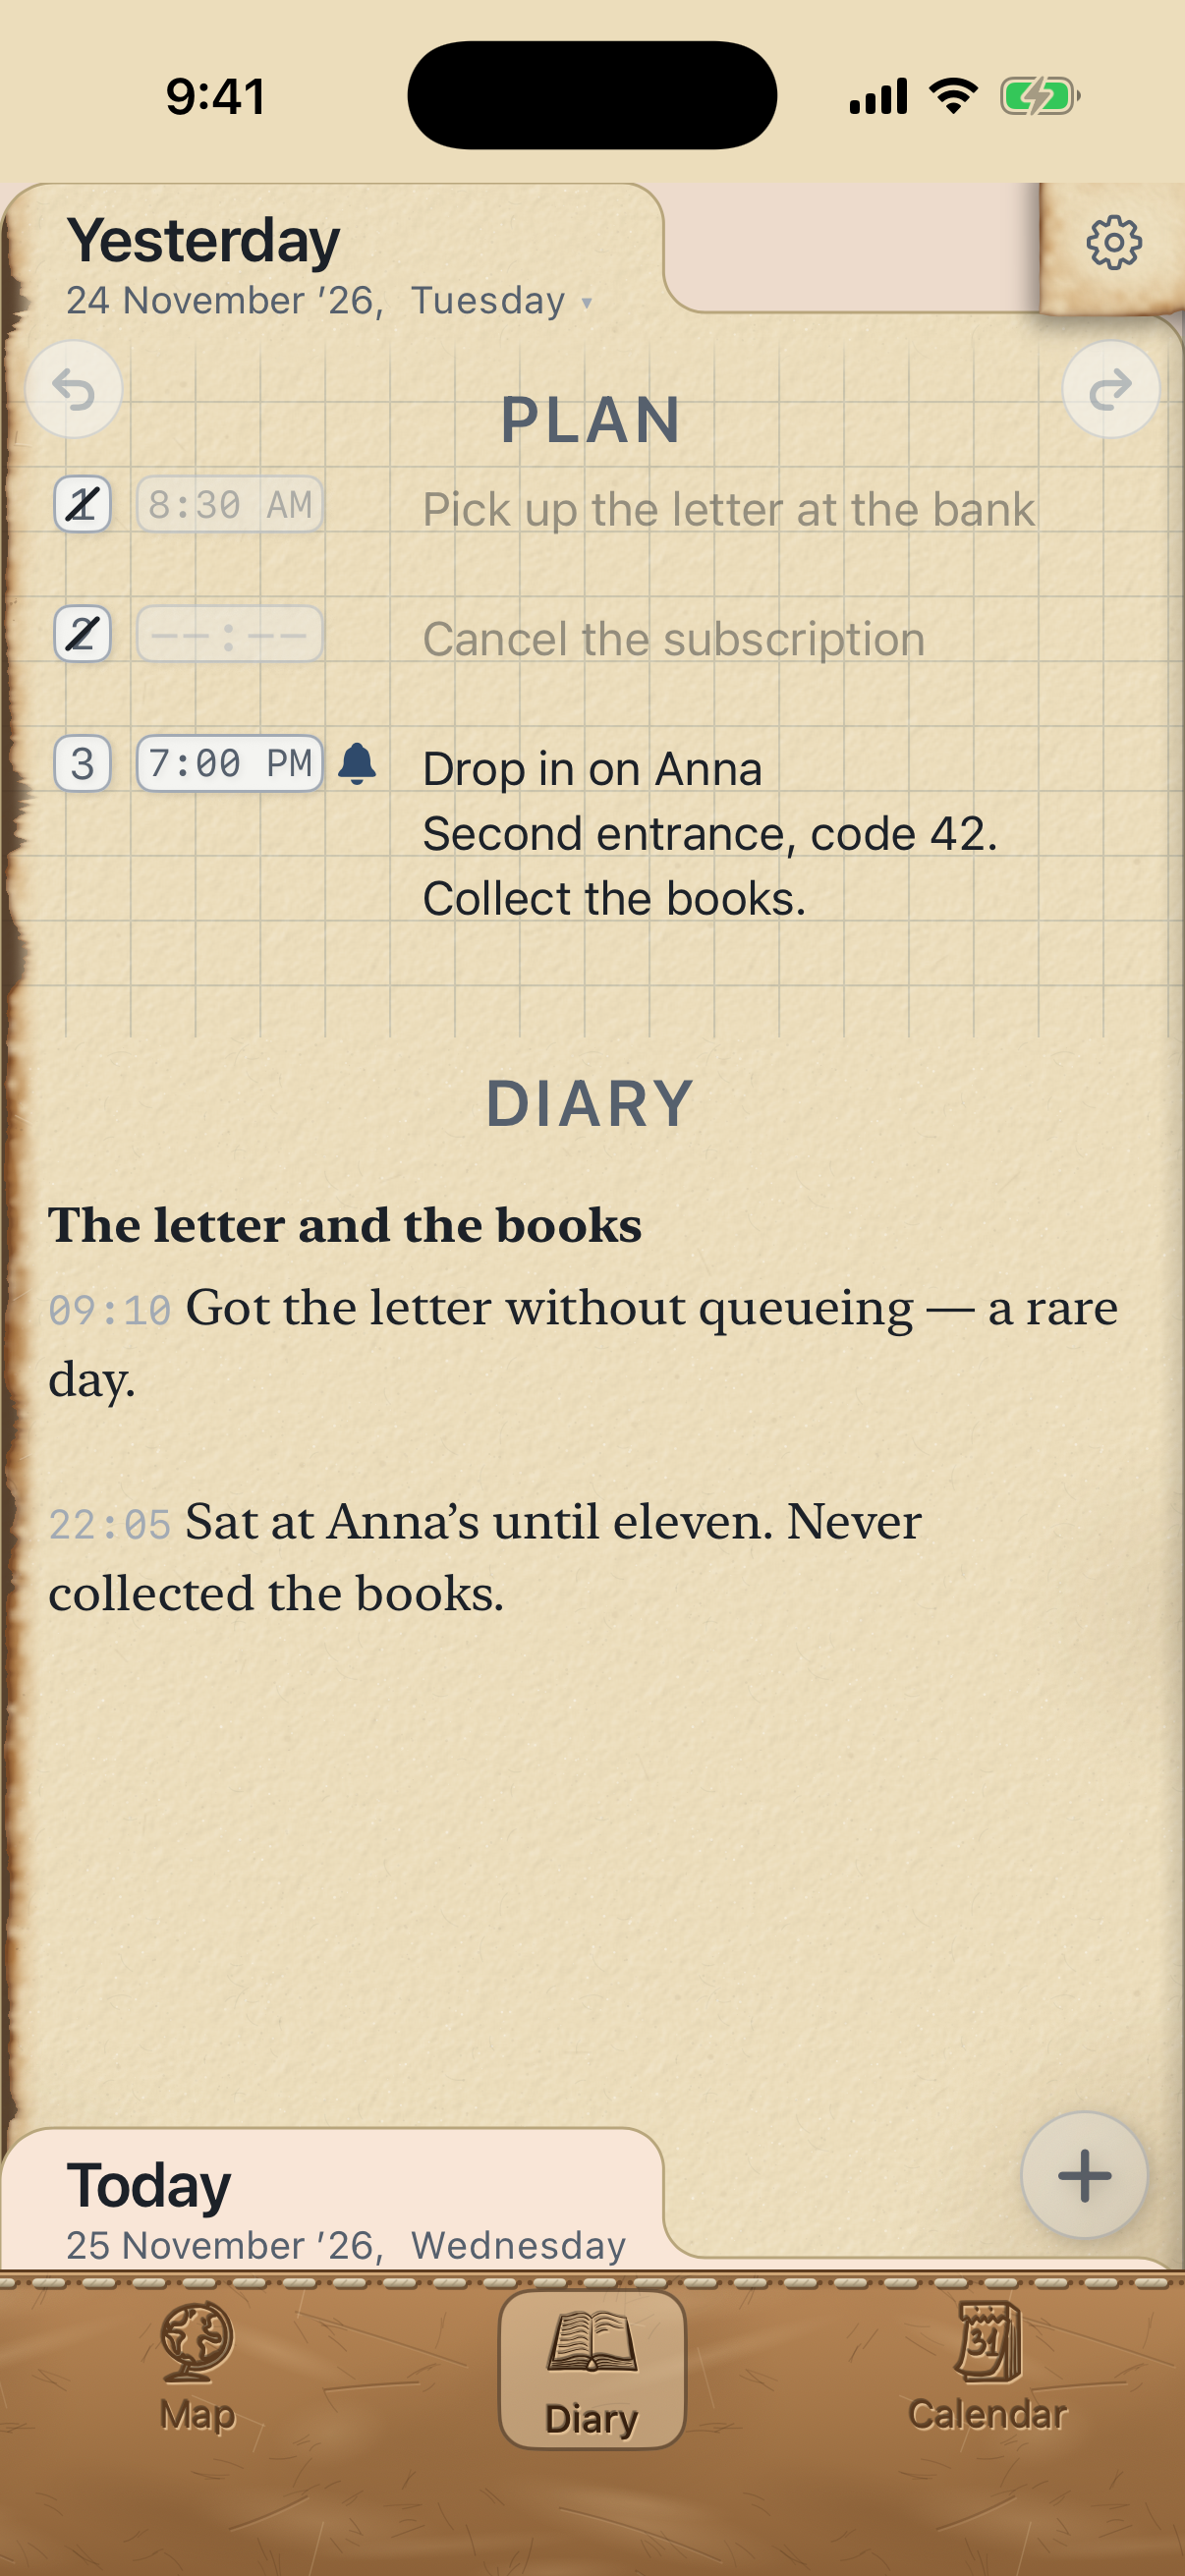 9:41
Yesterday
24 November ’26, Tuesday ▾
PLAN
1 8:30 AM Pick up the letter at the bank
2 --:-- Cancel the subscription
3 7:00 PM Drop in on Anna
Second entrance, code 42.
Collect the books.
DIARY
The letter and the books
09:10 Got the letter without queueing — a rare
day.
22:05 Sat at Anna’s until eleven. Never
collected the books.
Today
25 November ’26, Wednesday
31
Map Diary Calendar